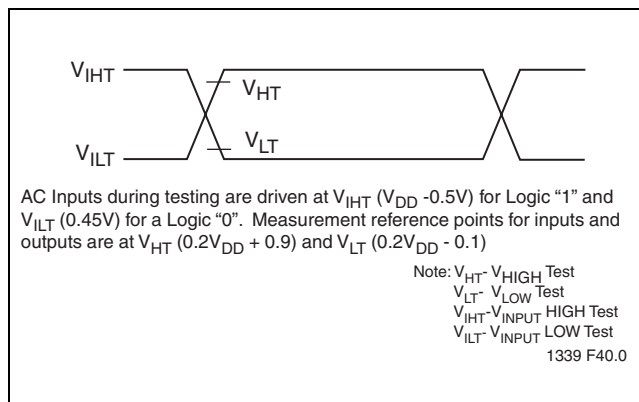 VIHT
VHT
VLT
VILT
AC Inputs during testing are driven at VIHT (VDD -0.5V) for Logic “1” and
VILT (0.45V) for a Logic “0”.  Measurement reference points for inputs and
outputs are at VHT (0.2VDD + 0.9) and VLT (0.2VDD - 0.1)
Note: VHT- VHIGH Test
VLT- VLOW Test
VIHT-VINPUT HIGH Test
VILT- VINPUT LOW Test
1339 F40.0